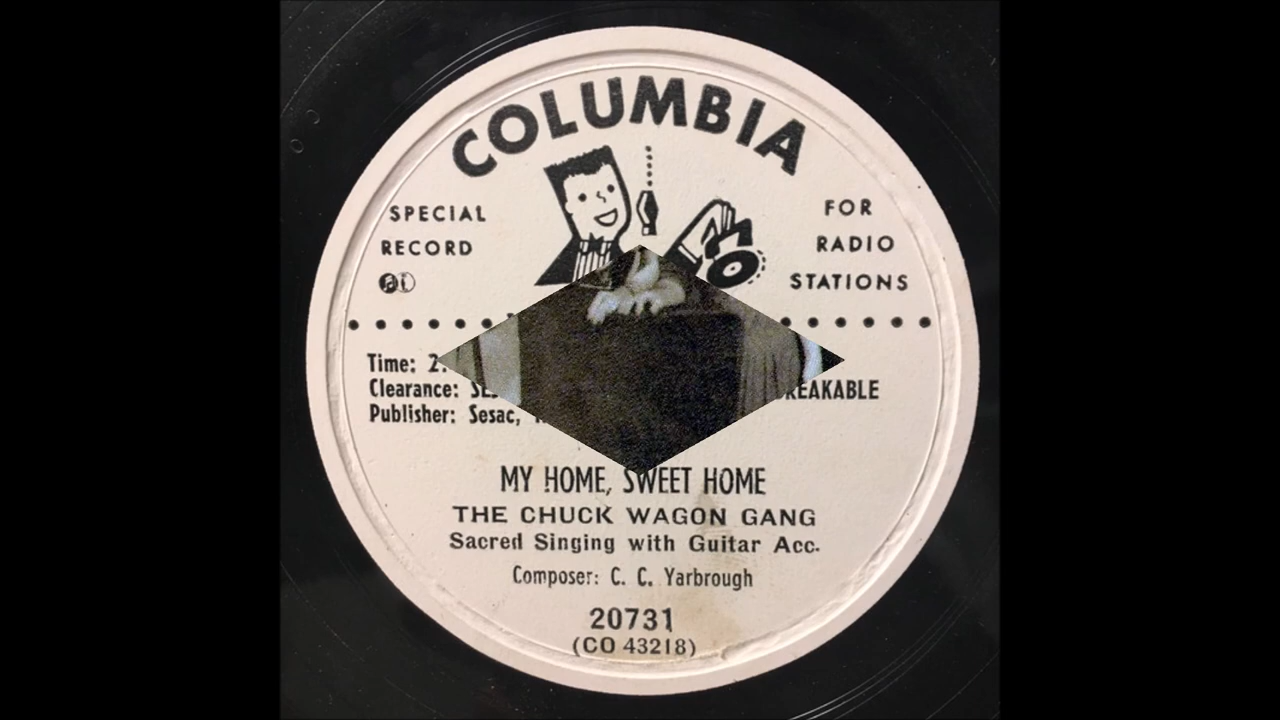 COLUMBIA
SPECIAL
RECORD
FOR
RADIO
STATIONS
Time: 2:
Clearance:
Publisher: Sesac,
MY HOME, SWEET HOME
THE CHUCK WAGON GANG
Sacred Singing with Guitar Acc.
Composer: C. C. Yarbrough
20731
(CO 43218)